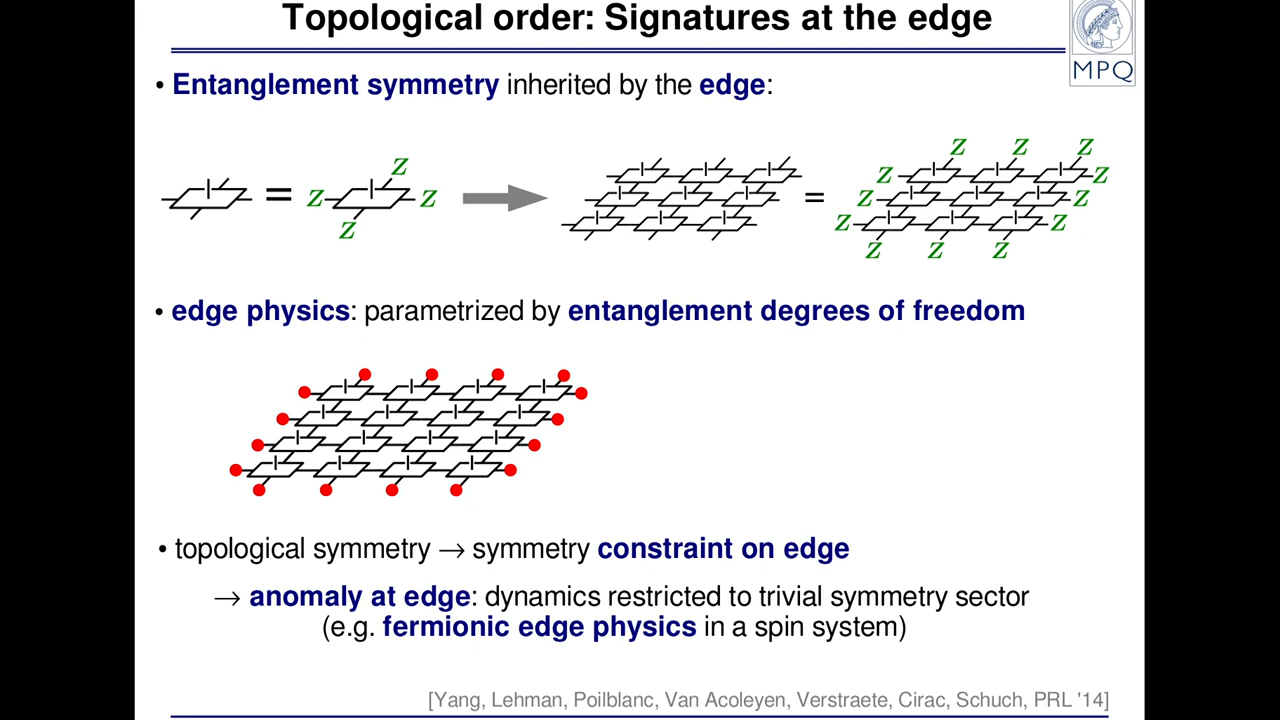 Topological order: Signatures at the edge
MPQ
• Entanglement symmetry inherited by the edge:
= Z Z Z Z
= Z Z Z Z Z Z Z Z Z Z Z Z
• edge physics: parametrized by entanglement degrees of freedom
• topological symmetry → symmetry constraint on edge
→ anomaly at edge: dynamics restricted to trivial symmetry sector
(e.g. fermionic edge physics in a spin system)
[Yang, Lehman, Poilblanc, Van Acoleyen, Verstraete, Cirac, Schuch, PRL '14]